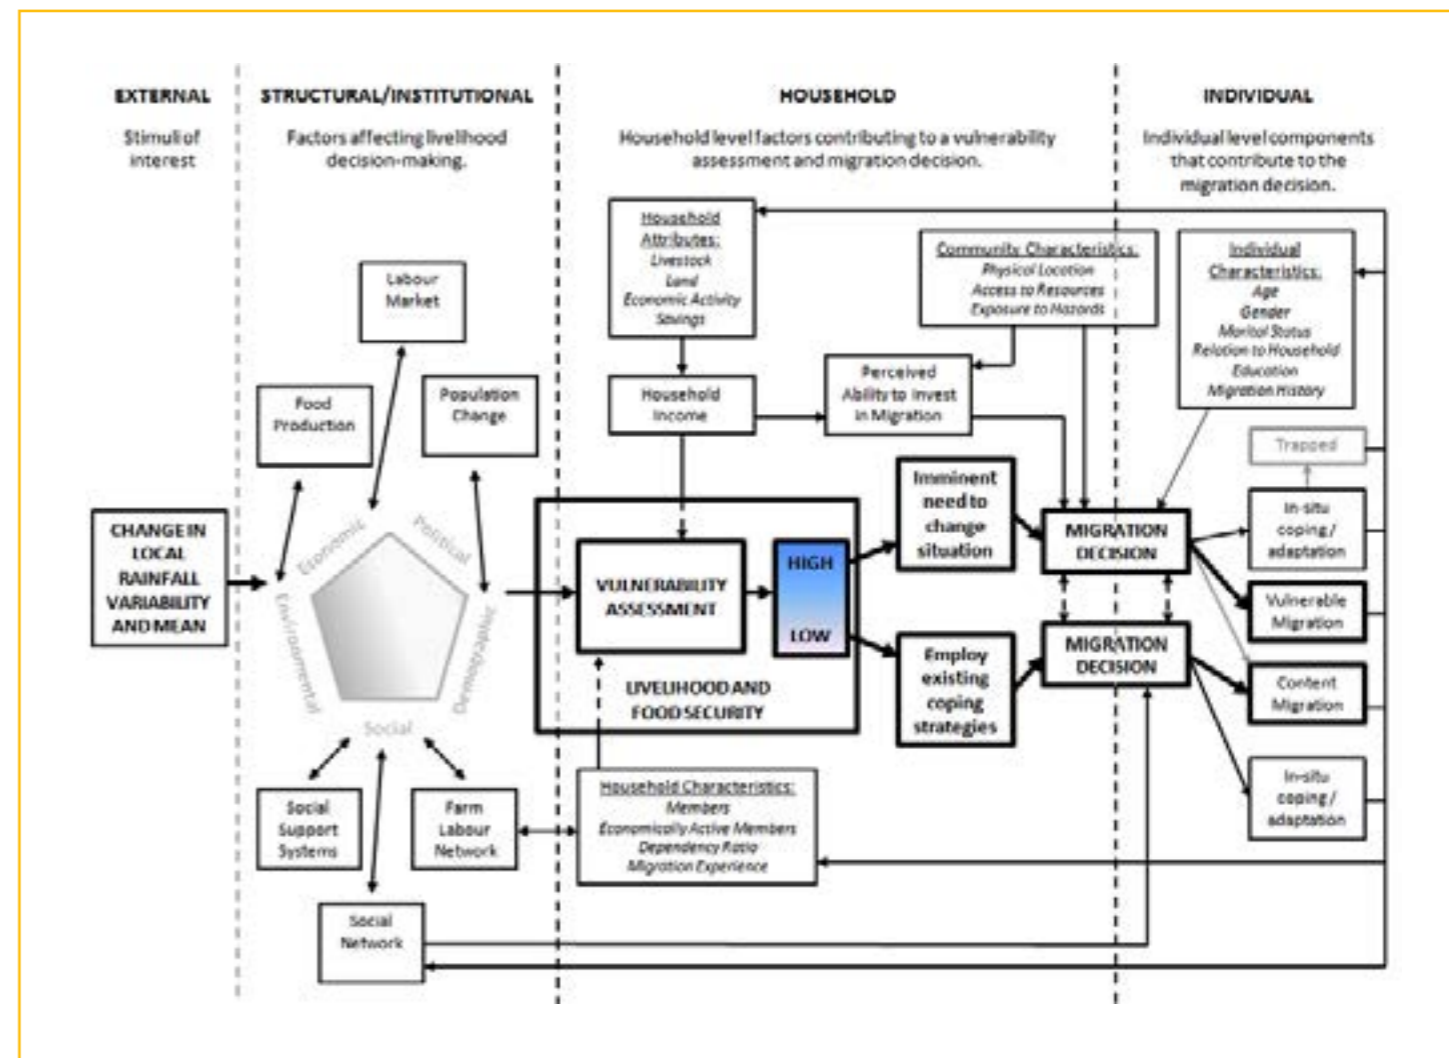 EXTERNAL
Stimuli of
interest
STRUCTURAL/INSTITUTIONAL
Factors affecting livelihood
decision-making.
HOUSEHOLD
Household level factors contributing to a vulnerability
assessment and migration decision.
INDIVIDUAL
Individual level components
that contribute to the
migration decision.
CHANGE IN
LOCAL
RAINFALL
VARIABILITY
AND MEAN
Labour
Market
Food
Production
Population
Change
Economic
Political
Environmental
Demographic
Social
Social
Support
Systems
Farm
Labour
Network
Social
Network
Household
Attributes:
Livestock
Land
Economic Activity
Savings
Household
Income
Community Characteristics:
Physical Location
Access to Resources
Exposure to Hazards
Perceived
Ability to Invest
in Migration
VULNERABILITY
ASSESSMENT
HIGH
LOW
LIVELIHOOD AND
FOOD SECURITY
Imminent
need to
change
situation
Employ
existing
coping
strategies
Household Characteristics:
Members
Economically Active Members
Dependency Ratio
Migration Experience
MIGRATION
DECISION
MIGRATION
DECISION
Individual
Characteristics:
Age
Gender
Marital Status
Relation to Household
Education
Migration History
Trapped
In-situ
coping /
adaptation
Vulnerable
Migration
Content
Migration
In-situ
coping /
adaptation